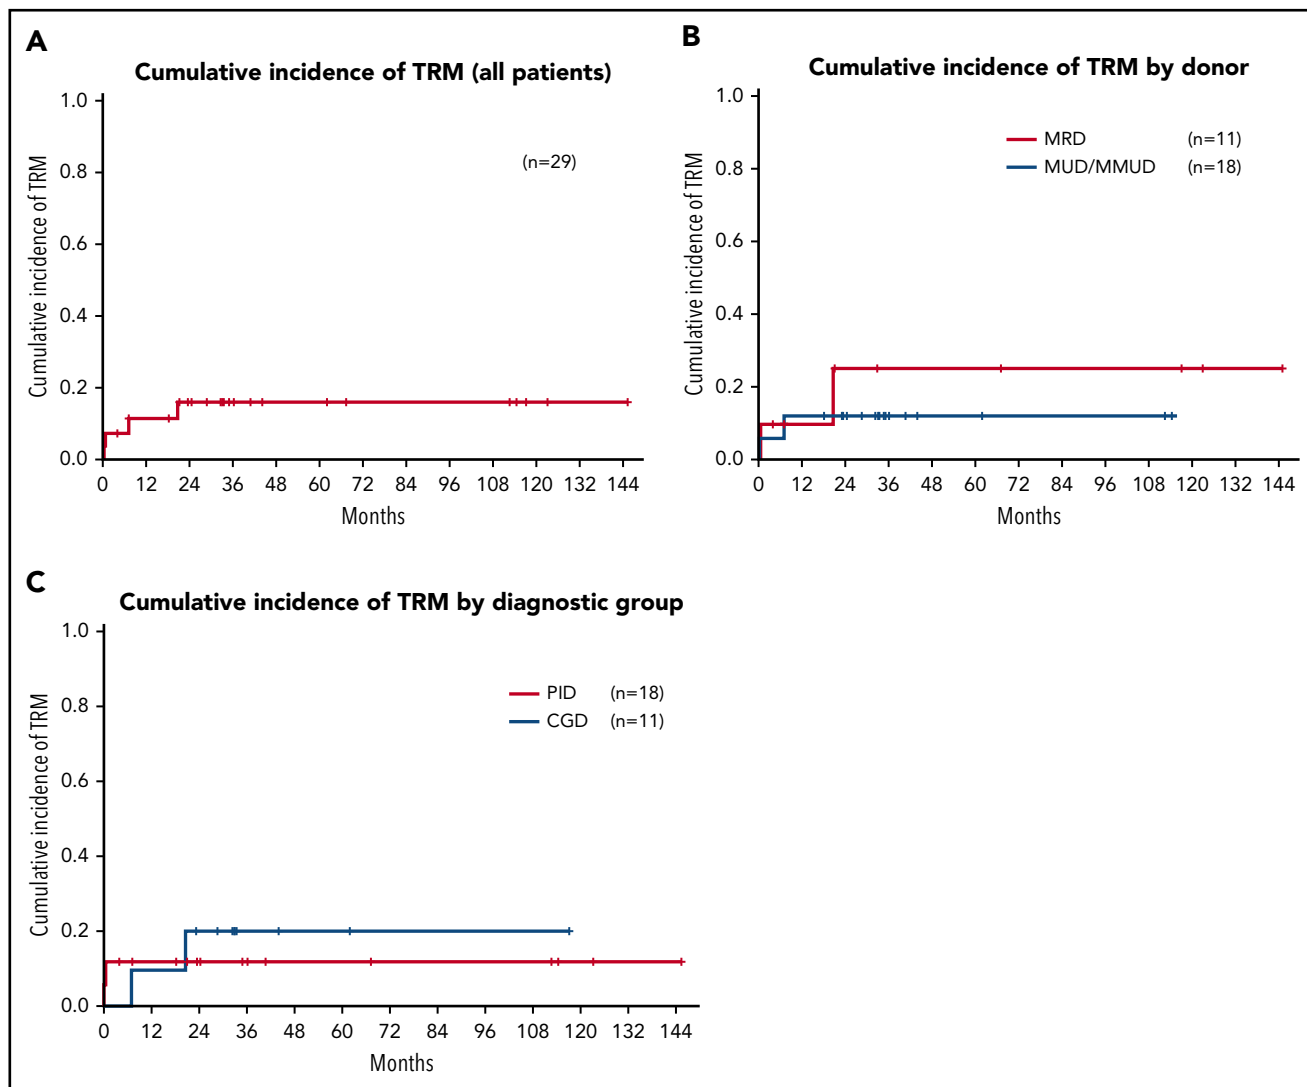 A
Cumulative incidence of TRM (all patients)
1.0
0.8
0.6
0.4
0.2
0.0
Cumulative incidence of TRM
(n=29)
0 12 24 36 48 60 72 84 96 108 120 132 144
Months
B
Cumulative incidence of TRM by donor
1.0
0.8
0.6
0.4
0.2
0.0
Cumulative incidence of TRM
MRD (n=11)
MUD/MMUD (n=18)
0 12 24 36 48 60 72 84 96 108 120 132 144
Months
C
Cumulative incidence of TRM by diagnostic group
1.0
0.8
0.6
0.4
0.2
0.0
Cumulative incidence of TRM
PID (n=18)
CGD (n=11)
0 12 24 36 48 60 72 84 96 108 120 132 144
Months